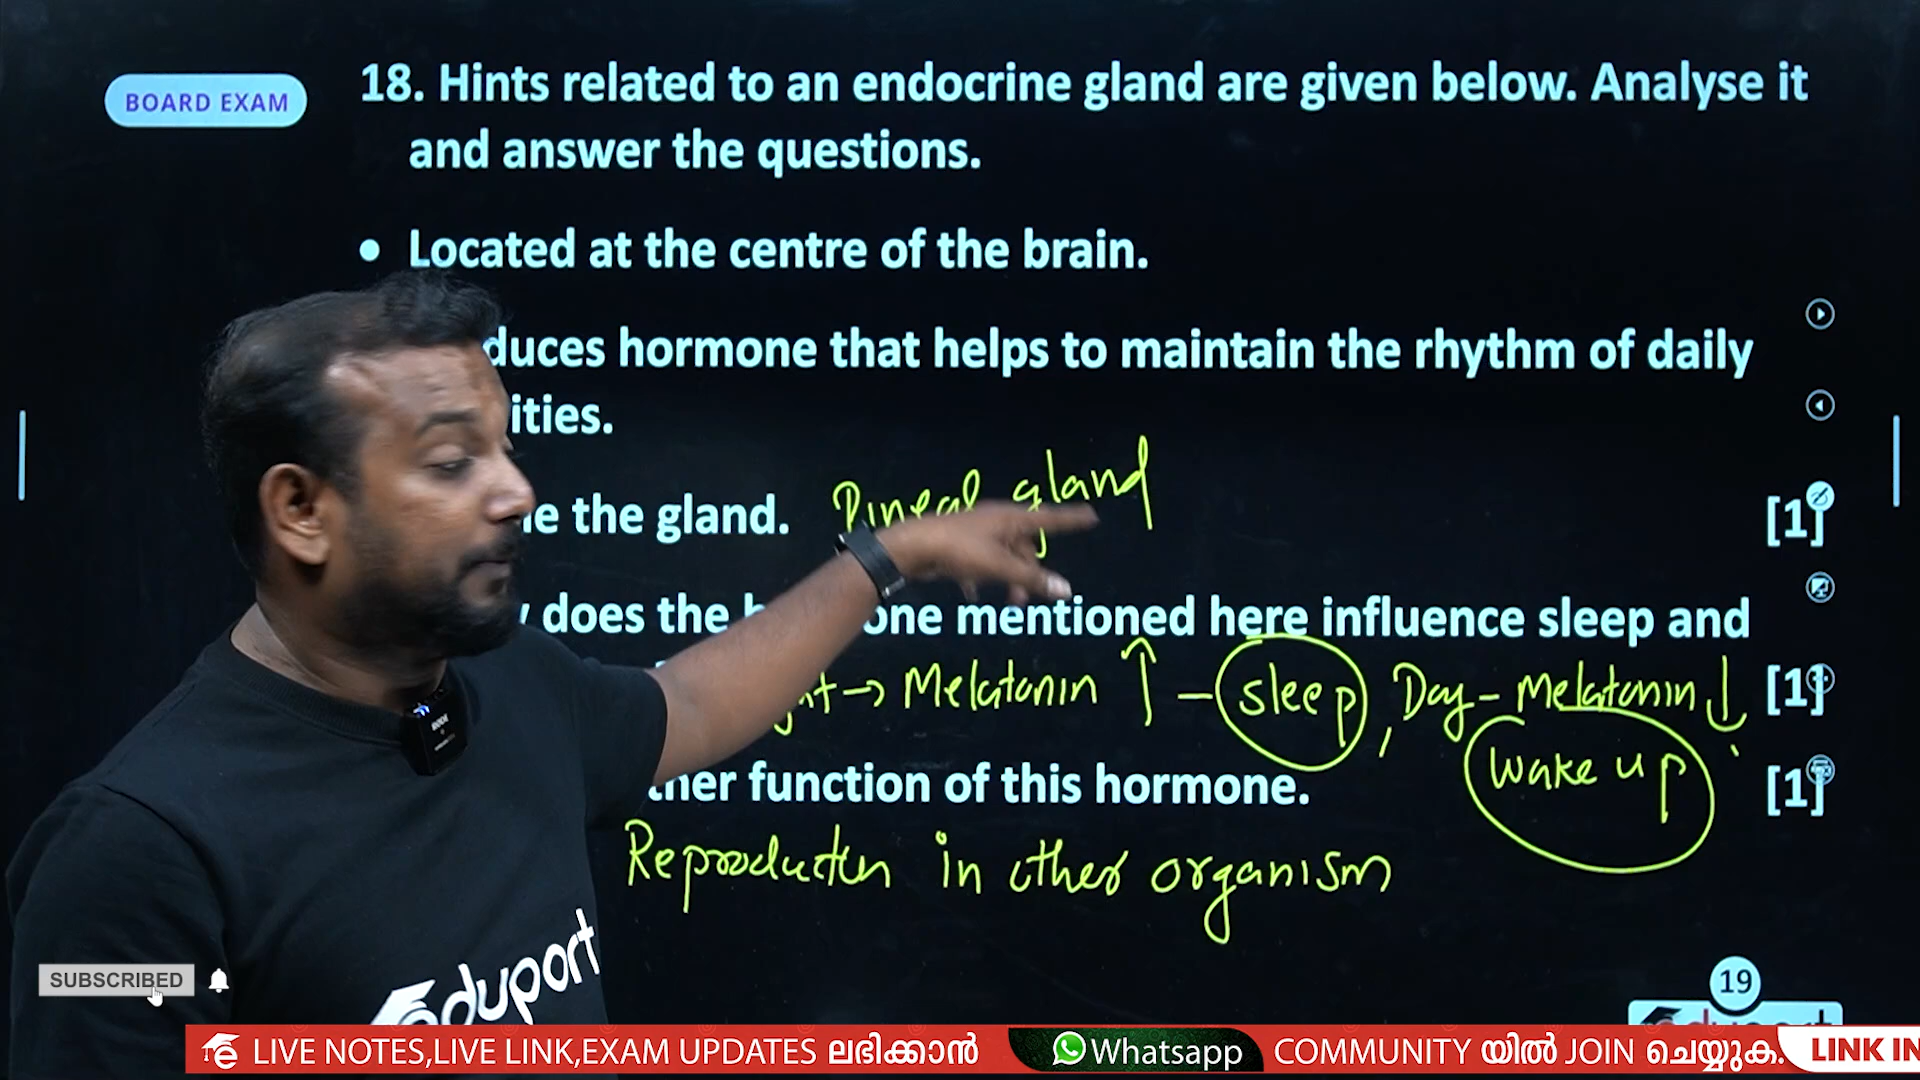 BOARD EXAM
18. Hints related to an endocrine gland are given below. Analyse it
and answer the questions.
• Located at the centre of the brain.
duces hormone that helps to maintain the rhythm of daily
ities.
e the gland. Pineal gland [1]
does the one mentioned here influence sleep and
→ Melatonin ↑ – sleep, Day – Melatonin ↓ [1]
wake up
her function of this hormone. [1]
Reproduction in other organism
eduport
SUBSCRIBED
19
eduport
LIVE NOTES,LIVE LINK,EXAM UPDATES ലഭിക്കാൻ Whatsapp COMMUNITY യിൽ JOIN ചെയ്യുക. LINK IN